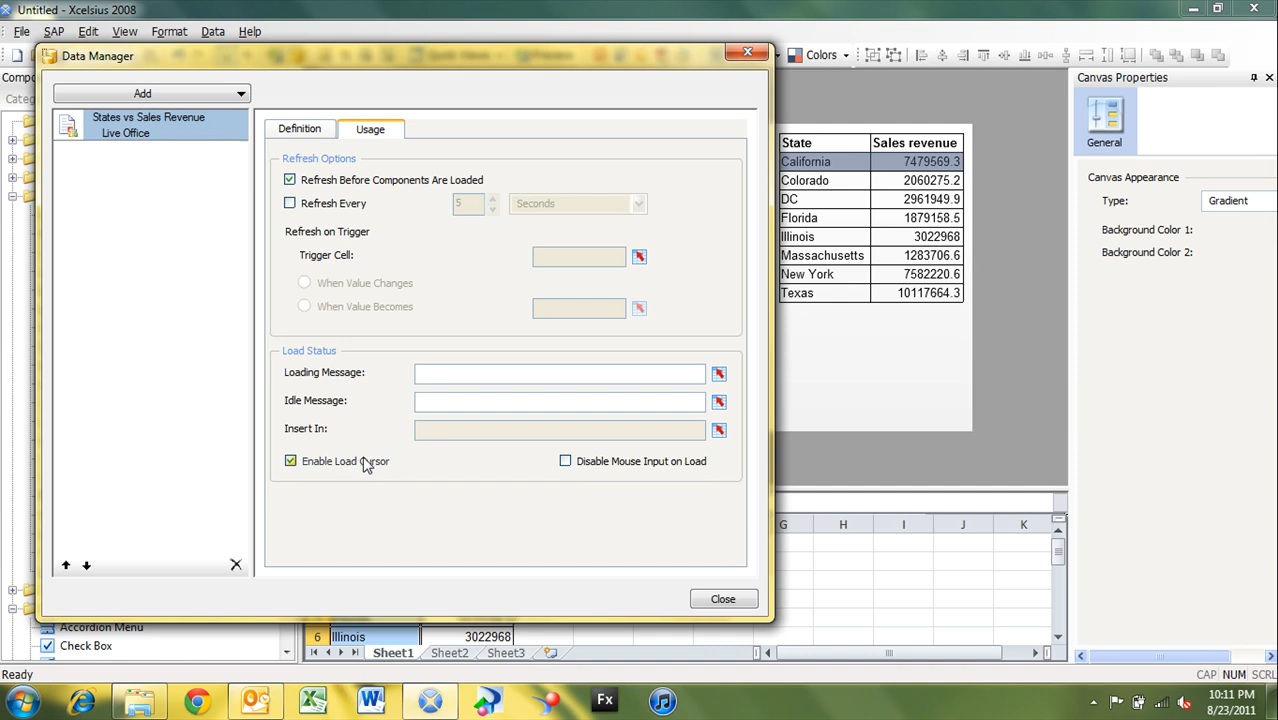 Untitled - Xcelsius 2008
File SAP Edit View Format Data Help
Colors
Data Manager
Add
States vs Sales Revenue
Live Office
Definition Usage
Refresh Options
Refresh Before Components Are Loaded
Refresh Every 5 Seconds
Refresh on Trigger
Trigger Cell:
When Value Changes
When Value Becomes
Load Status
Loading Message:
Idle Message:
Insert In:
Enable Load Cursor Disable Mouse Input on Load
Close
State Sales revenue
California 7479569.3
Colorado 2060275.2
DC 2961949.9
Florida 1879158.5
Illinois 3022968
Massachusetts 1283706.6
New York 7582220.6
Texas 10117664.3
Canvas Properties
General
Canvas Appearance
Type: Gradient
Background Color 1:
Background Color 2:
G H I J K
6 Illinois 3022968
Sheet1 Sheet2 Sheet3
Accordion Menu
Check Box
Ready
CAP NUM SCRL
Fx
10:11 PM
8/23/2011